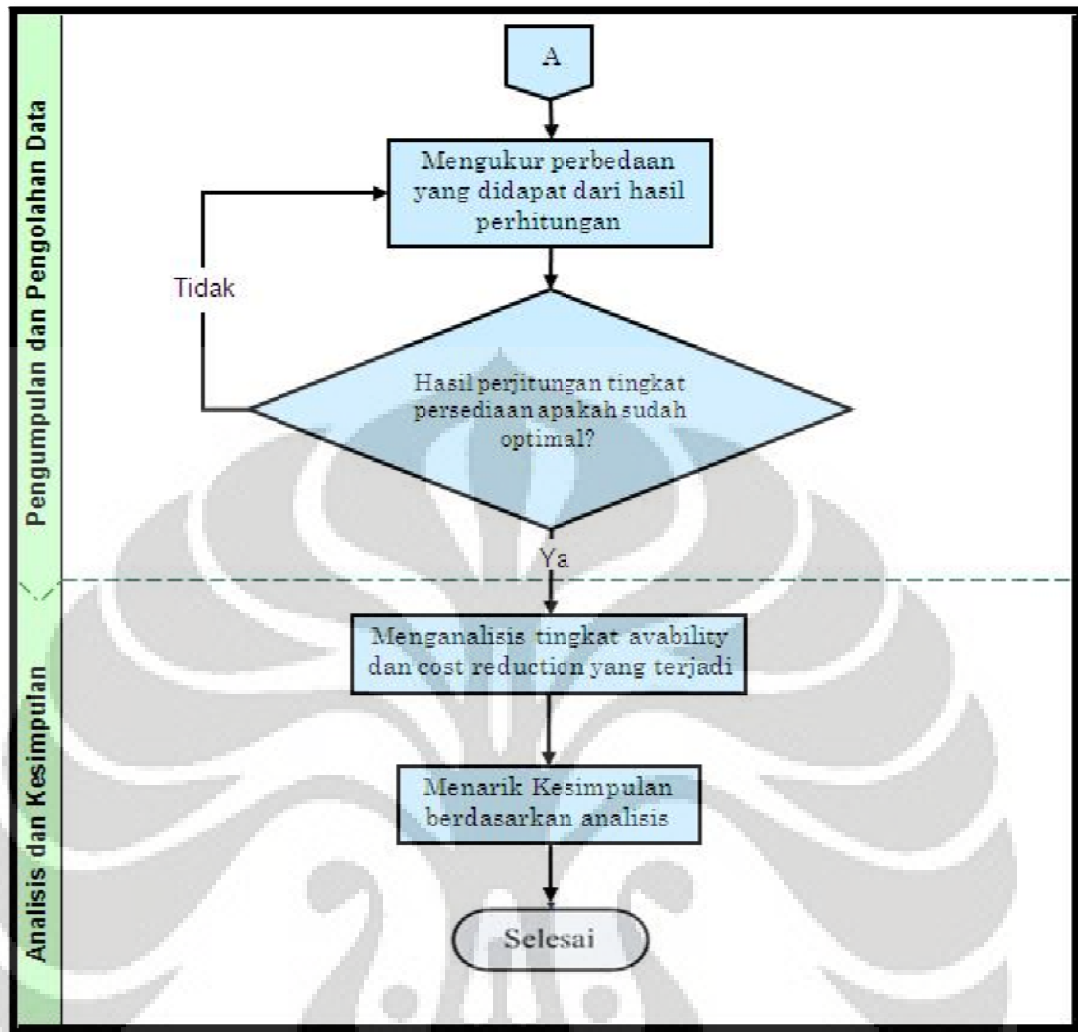 Pengumpulan dan Pengolahan Data
A
Mengukur perbedaan
yang didapat dari hasil
perhitungan
Tidak
Hasil perjitungan tingkat
persediaan apakah sudah
optimal?
Ya
Analisis dan Kesimpulan
Menganalisis tingkat avability
dan cost reduction yang terjadi
Menarik Kesimpulan
berdasarkan analisis
Selesai